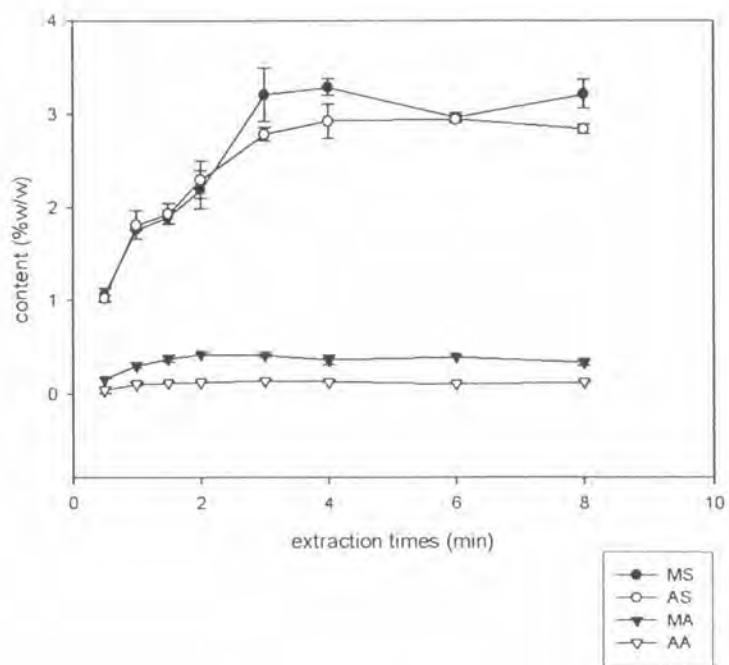 4
3
2
1
0
content (%w/w)
0 2 4 6 8 10
extraction times (min)
MS
AS
MA
AA